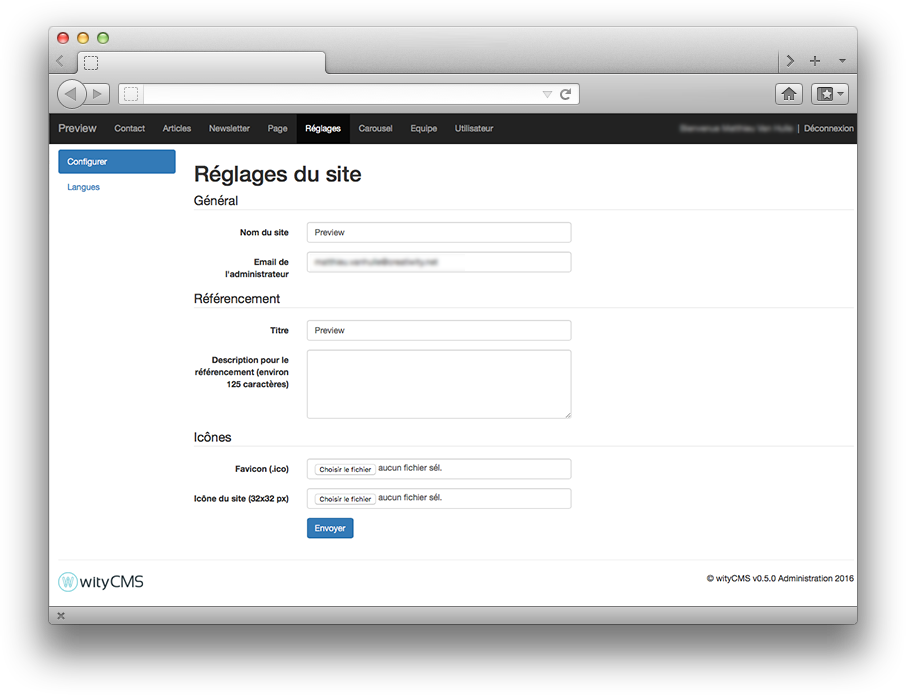 Preview Contact Articles Newsletter Page Réglages Carousel Equipe Utilisateur | Déconnexion
Configurer
Langues
Réglages du site
Général
Nom du site Preview
Email de
l'administrateur
Référencement
Titre Preview
Description pour le
référencement (environ
125 caractères)
Icônes
Favicon (.ico) Choisir le fichier aucun fichier sél.
Icône du site (32x32 px) Choisir le fichier aucun fichier sél.
Envoyer
W wityCMS © wityCMS v0.5.0 Administration 2016